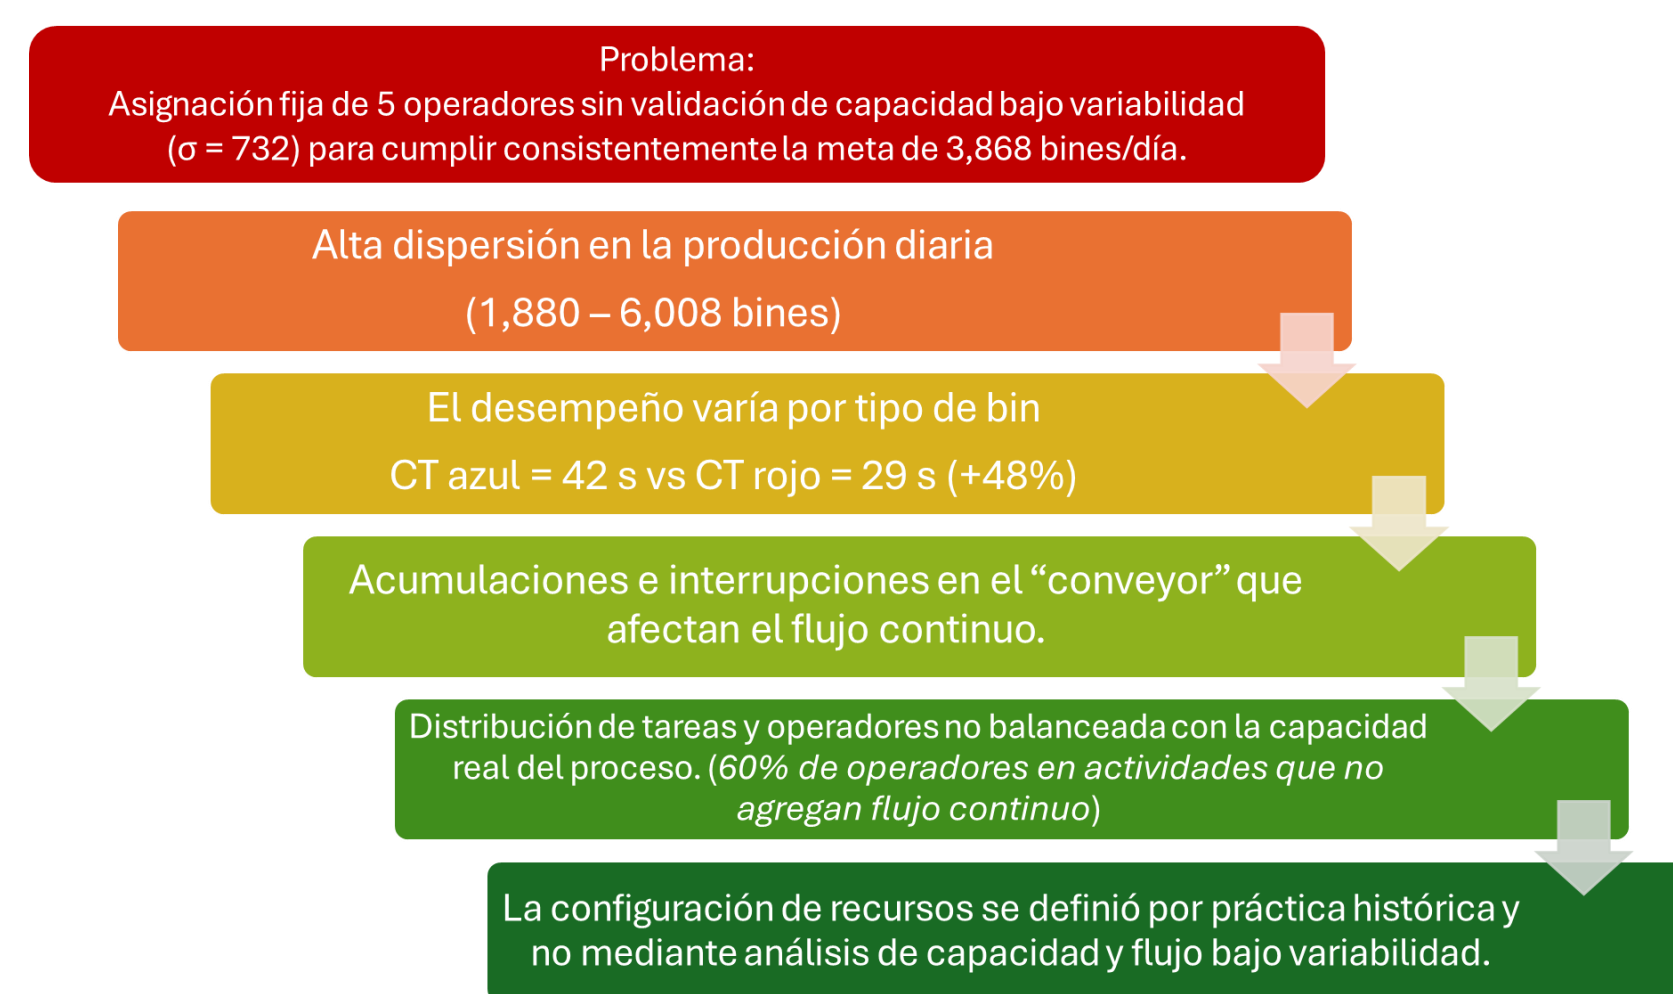 Problema:
Asignación fija de 5 operadores sin validación de capacidad bajo variabilidad
(σ = 732) para cumplir consistentemente la meta de 3,868 bines/día.
Alta dispersión en la producción diaria
(1,880 – 6,008 bines)
El desempeño varía por tipo de bin
CT azul = 42 s vs CT rojo = 29 s (+48%)
Acumulaciones e interrupciones en el “conveyor” que
afectan el flujo continuo.
Distribución de tareas y operadores no balanceada con la capacidad
real del proceso. (60% de operadores en actividades que no
agregan flujo continuo)
La configuración de recursos se definió por práctica histórica y
no mediante análisis de capacidad y flujo bajo variabilidad.